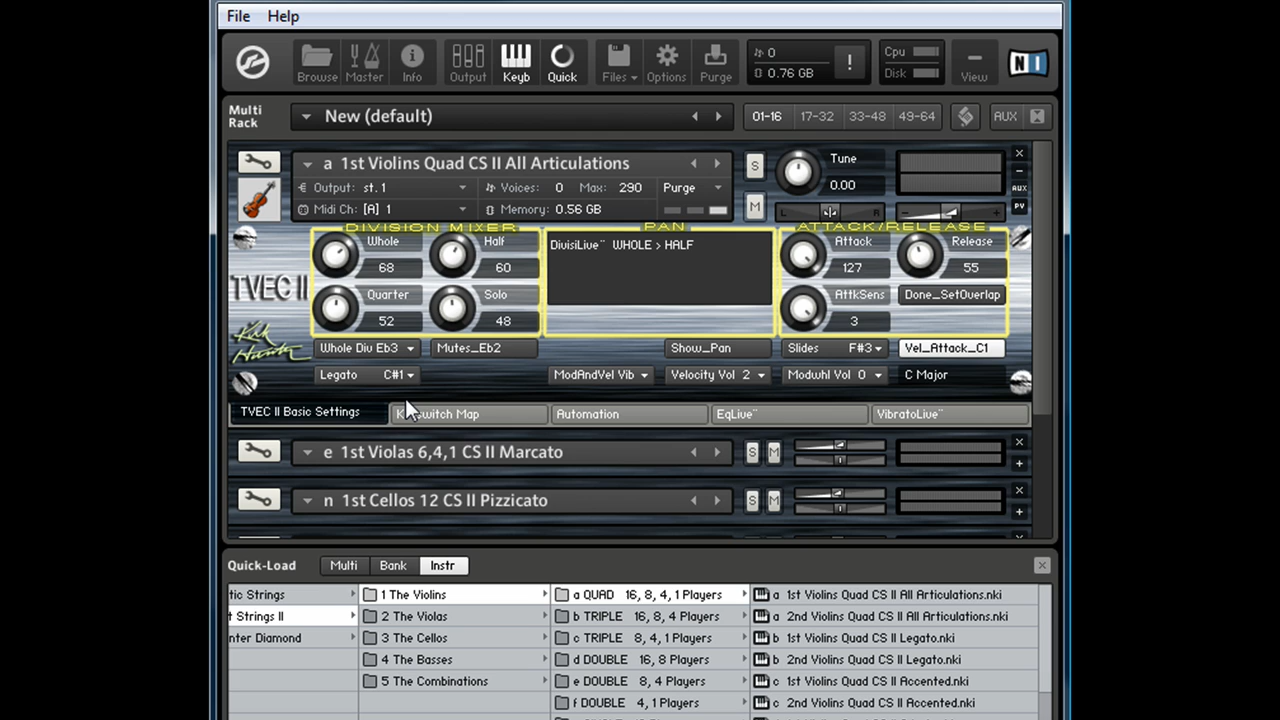 File Help
Browse Master Info Output Keyb Quick Files Options Purge 0 0.76 GB ! Cpu Disk View NI
Multi Rack New (default) 01-16 17-32 33-48 49-64 AUX
a 1st Violins Quad CS II All Articulations S Tune 0.00
Output: st. 1 Voices: 0 Max: 290 Purge
Midi Ch: [A] 1 Memory: 0.56 GB M L R AUX PV
DIVISION MIXER PAN ATTACK/RELEASE
Whole Half DivisiLive™ WHOLE > HALF Attack Release
68 60 127 55
TVEC II
Quarter Solo AttkSens Done_SetOverlap
52 48 3
Kirk Hunter
Whole Div Eb3 Mutes_Eb2 Show_Pan Slides F#3 Vel_Attack_C1
Legato C#1 ModAndVel Vib Velocity Vol 2 Modwhl Vol 0 C Major
TVEC II Basic Settings Map Automation EqLive™ VibratoLive™
e 1st Violas 6,4,1 CS II Marcato S M
n 1st Cellos 12 CS II Pizzicato S M
Quick-Load Multi Bank Instr
tic Strings 1 The Violins a QUAD 16, 8, 4, 1 Players a 1st Violins Quad CS II All Articulations.nki
t Strings II 2 The Violas b TRIPLE 16, 8, 4 Players a 2nd Violins Quad CS II All Articulations.nki
nter Diamond 3 The Cellos c TRIPLE 8, 4, 1 Players b 1st Violins Quad CS II Legato.nki
4 The Basses d DOUBLE 16, 8 Players b 2nd Violins Quad CS II Legato.nki
5 The Combinations e DOUBLE 8, 4 Players c 1st Violins Quad CS II Accented.nki
f DOUBLE 4, 1 Players c 2nd Violins Quad CS II Accented.nki